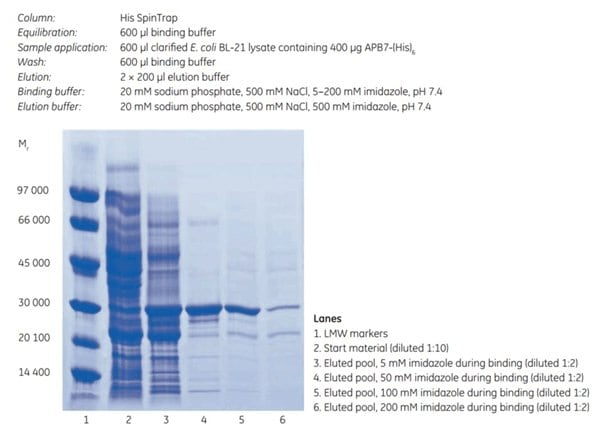 Column: His SpinTrap
Equilibration: 600 µl binding buffer
Sample application: 600 µl clarified E. coli BL-21 lysate containing 400 µg APB7-(His)₆
Wash: 600 µl binding buffer
Elution: 2 × 200 µl elution buffer
Binding buffer: 20 mM sodium phosphate, 500 mM NaCl, 5–200 mM imidazole, pH 7.4
Elution buffer: 20 mM sodium phosphate, 500 mM NaCl, 500 mM imidazole, pH 7.4
Mᵣ
97 000
66 000
45 000
30 000
20 100
14 400
1 2 3 4 5 6
Lanes
1. LMW markers
2. Start material (diluted 1:10)
3. Eluted pool, 5 mM imidazole during binding (diluted 1:2)
4. Eluted pool, 50 mM imidazole during binding (diluted 1:2)
5. Eluted pool, 100 mM imidazole during binding (diluted 1:2)
6. Eluted pool, 200 mM imidazole during binding (diluted 1:2)